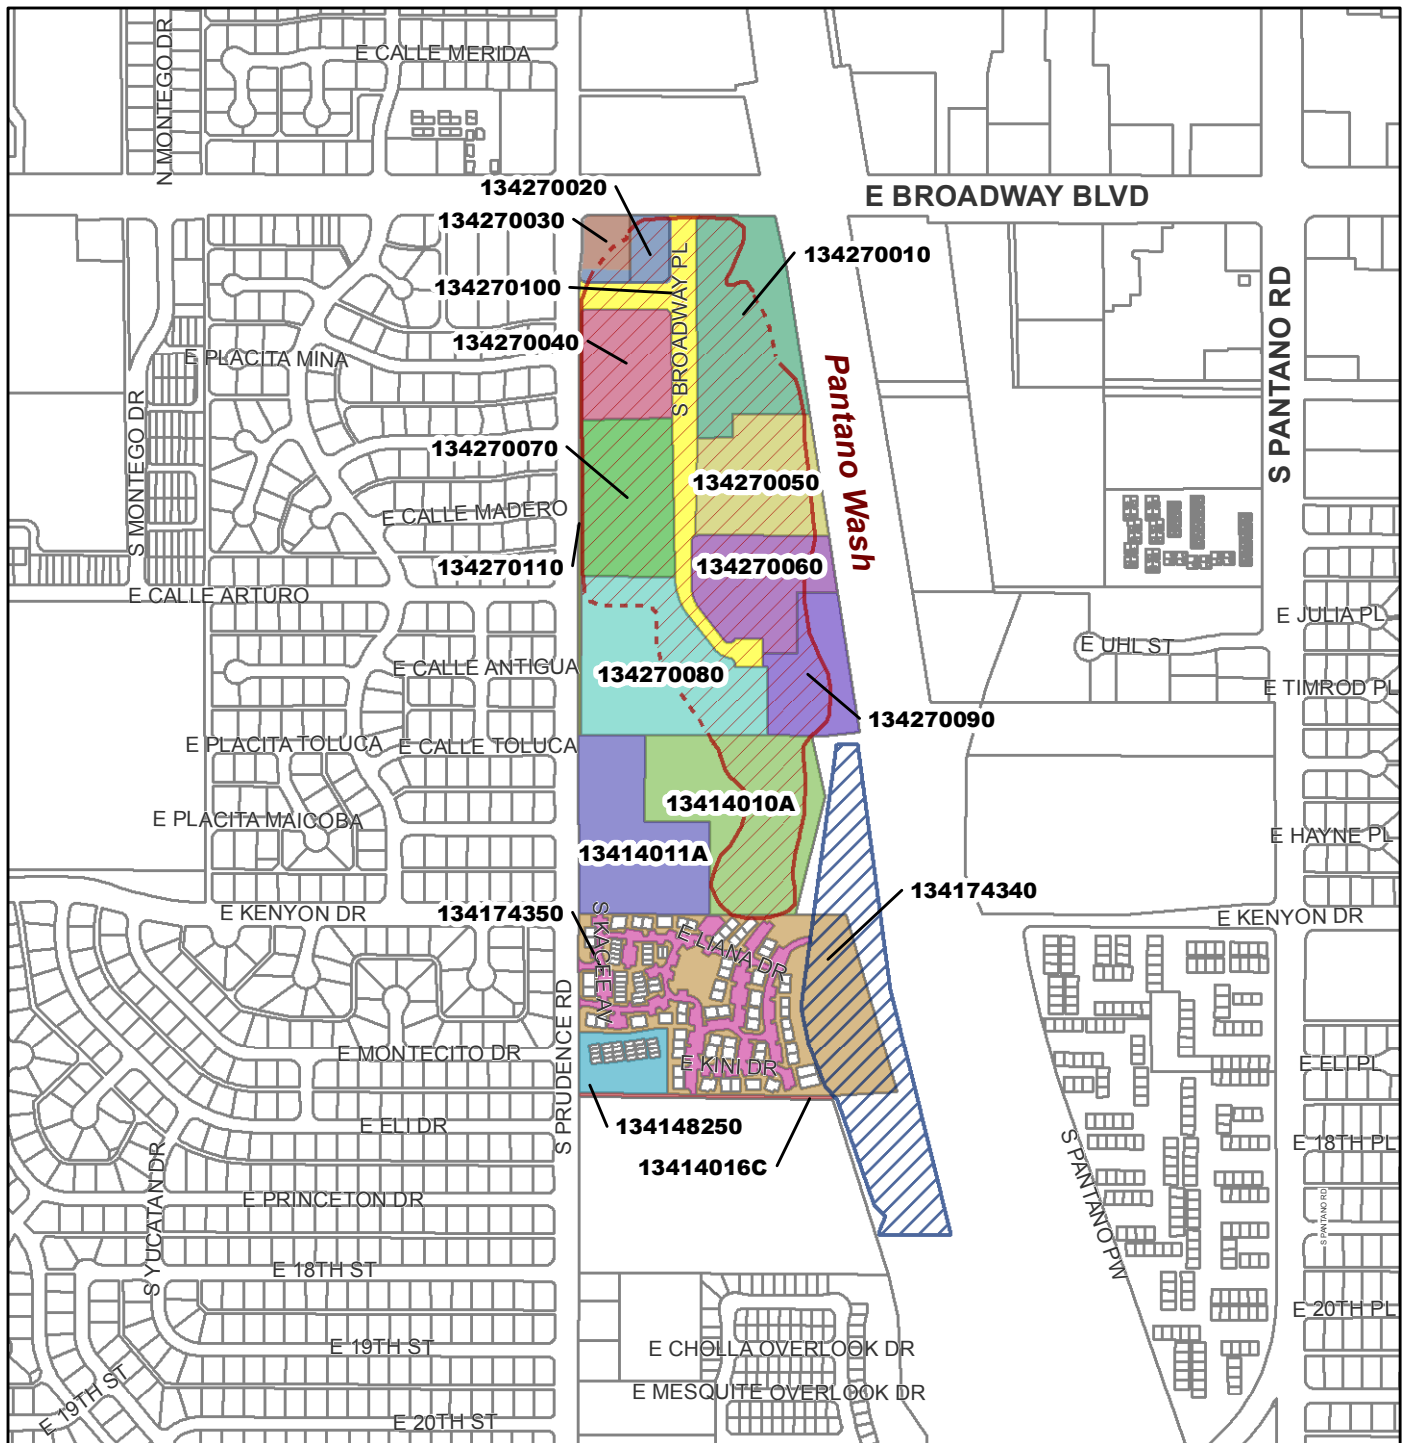 E CALLE MERIDA
N MONTEGO DR
134270020
E BROADWAY BLVD
134270030
134270010
134270100
S BROADWAY PL
S PANTANO RD
134270040
E PLACITA MINA
Pantano Wash
S MONTEGO DR
134270070
134270050
E CALLE MADERO
134270110
134270060
E CALLE ARTURO
E JULIA PL
E UHL ST
E CALLE ANTIGUA
134270080
E TIMROD PL
134270090
E PLACITA TOLUCA
E CALLE TOLUCA
13414010A
E PLACITA MAICOBA
E HAYNE PL
13414011A
134174340
E KENYON DR
134174350
E KENYON DR
S KACEE AV
E LIANA DR
S PRUDENCE RD
E MONTECITO DR
E KINI DR
E ELI PL
E ELI DR
134148250
E 18TH PL
13414016C
S PANTANO PW
S YUCATAN DR
E PRINCETON DR
S PANTANO RD
E 18TH ST
E 20TH PL
E 19TH ST
E CHOLLA OVERLOOK DR
E 19TH ST
E MESQUITE OVERLOOK DR
E 20TH ST